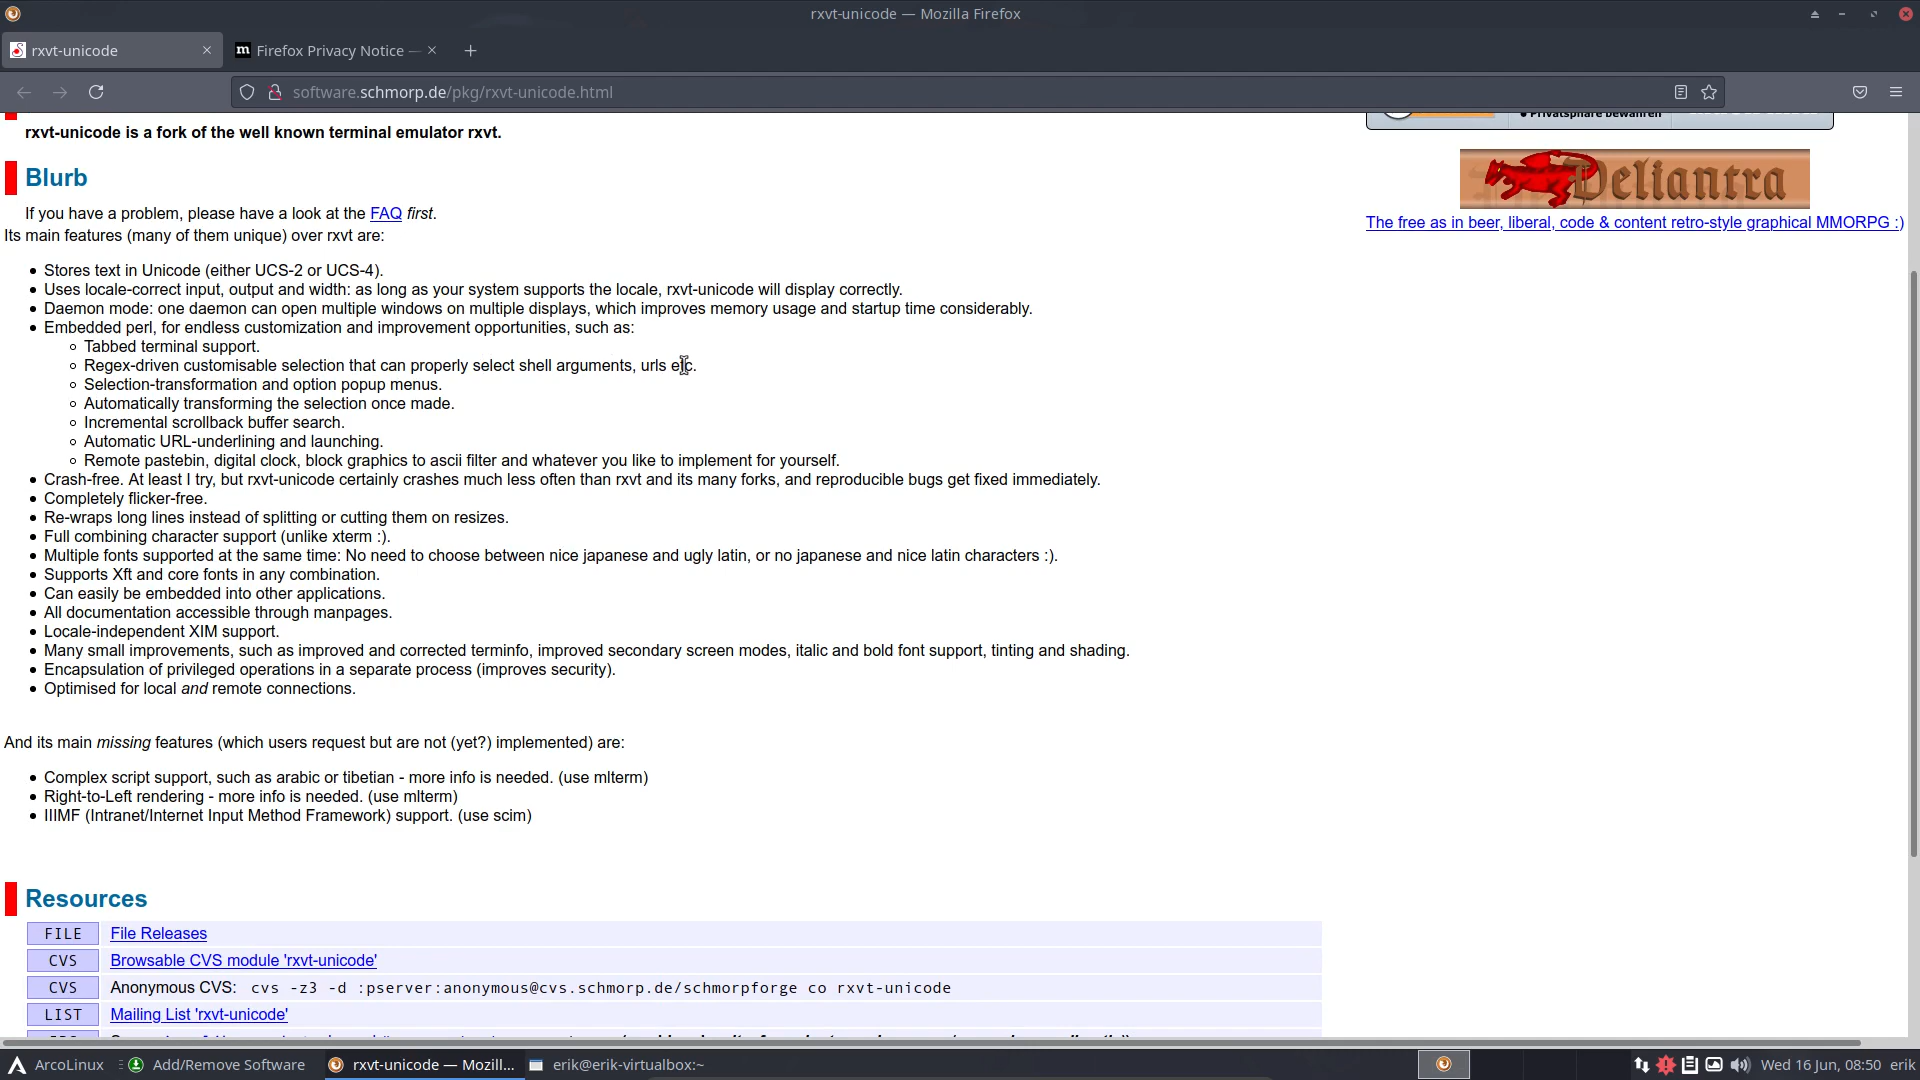 rxvt-unicode — Mozilla Firefox
rxvt-unicode
Firefox Privacy Notice —
software.schmorp.de/pkg/rxvt-unicode.html
rxvt-unicode is a fork of the well known terminal emulator rxvt.
• Privatsphäre bewahren
Deliantra
The free as in beer, liberal, code & content retro-style graphical MMORPG :)
Blurb
If you have a problem, please have a look at the FAQ first.
Its main features (many of them unique) over rxvt are:
• Stores text in Unicode (either UCS-2 or UCS-4).
• Uses locale-correct input, output and width: as long as your system supports the locale, rxvt-unicode will display correctly.
• Daemon mode: one daemon can open multiple windows on multiple displays, which improves memory usage and startup time considerably.
• Embedded perl, for endless customization and improvement opportunities, such as:
◦ Tabbed terminal support.
◦ Regex-driven customisable selection that can properly select shell arguments, urls etc.
◦ Selection-transformation and option popup menus.
◦ Automatically transforming the selection once made.
◦ Incremental scrollback buffer search.
◦ Automatic URL-underlining and launching.
◦ Remote pastebin, digital clock, block graphics to ascii filter and whatever you like to implement for yourself.
• Crash-free. At least I try, but rxvt-unicode certainly crashes much less often than rxvt and its many forks, and reproducible bugs get fixed immediately.
• Completely flicker-free.
• Re-wraps long lines instead of splitting or cutting them on resizes.
• Full combining character support (unlike xterm :).
• Multiple fonts supported at the same time: No need to choose between nice japanese and ugly latin, or no japanese and nice latin characters :).
• Supports Xft and core fonts in any combination.
• Can easily be embedded into other applications.
• All documentation accessible through manpages.
• Locale-independent XIM support.
• Many small improvements, such as improved and corrected terminfo, improved secondary screen modes, italic and bold font support, tinting and shading.
• Encapsulation of privileged operations in a separate process (improves security).
• Optimised for local and remote connections.
And its main missing features (which users request but are not (yet?) implemented) are:
• Complex script support, such as arabic or tibetian - more info is needed. (use mlterm)
• Right-to-Left rendering - more info is needed. (use mlterm)
• IIIMF (Intranet/Internet Input Method Framework) support. (use scim)
Resources
FILE File Releases
CVS Browsable CVS module 'rxvt-unicode'
CVS Anonymous CVS: cvs -z3 -d :pserver:anonymous@cvs.schmorp.de/schmorpforge co rxvt-unicode
LIST Mailing List 'rxvt-unicode'
ArcoLinux Add/Remove Software rxvt-unicode — Mozill... erik@erik-virtualbox:~ Wed 16 Jun, 08:50 erik